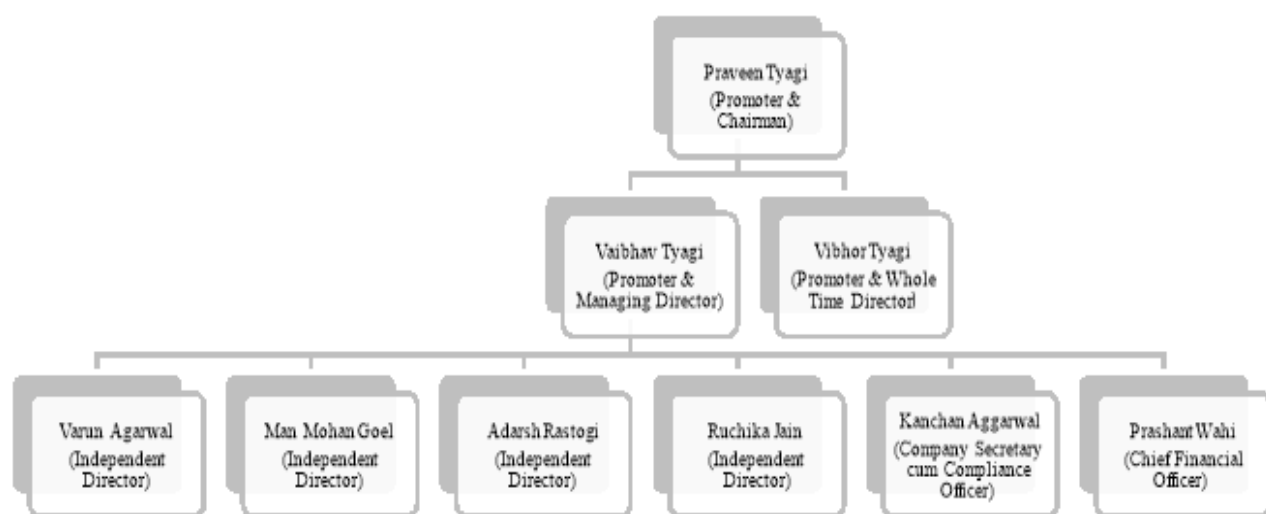 Praveen Tyagi
(Promoter &
Chairman)
Vaibhav Tyagi
(Promoter &
Managing Director)
Vibhor Tyagi
(Promoter & Whole
Time Director)
Varun Agarwal
(Independent
Director)
Man Mohan Goel
(Independent
Director)
Adarsh Rastogi
(Independent
Director)
Ruchika Jain
(Independent
Director)
Kanchan Aggarwal
(Company Secretary
cum Compliance
Officer)
Prashant Wahi
(Chief Financial
Officer)